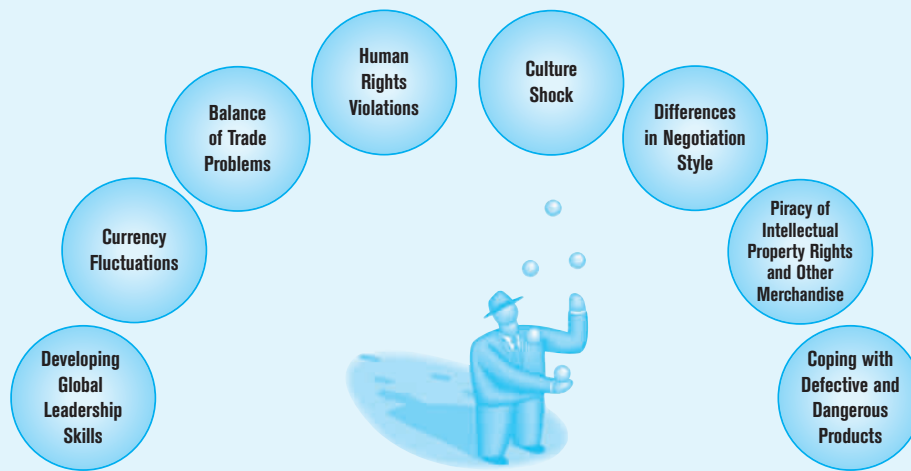 Developing
Global
Leadership
Skills
Currency
Fluctuations
Balance
of Trade
Problems
Human
Rights
Violations
Culture
Shock
Differences
in Negotiation
Style
Piracy of
Intellectual
Property Rights
and Other
Merchandise
Coping with
Defective and
Dangerous
Products